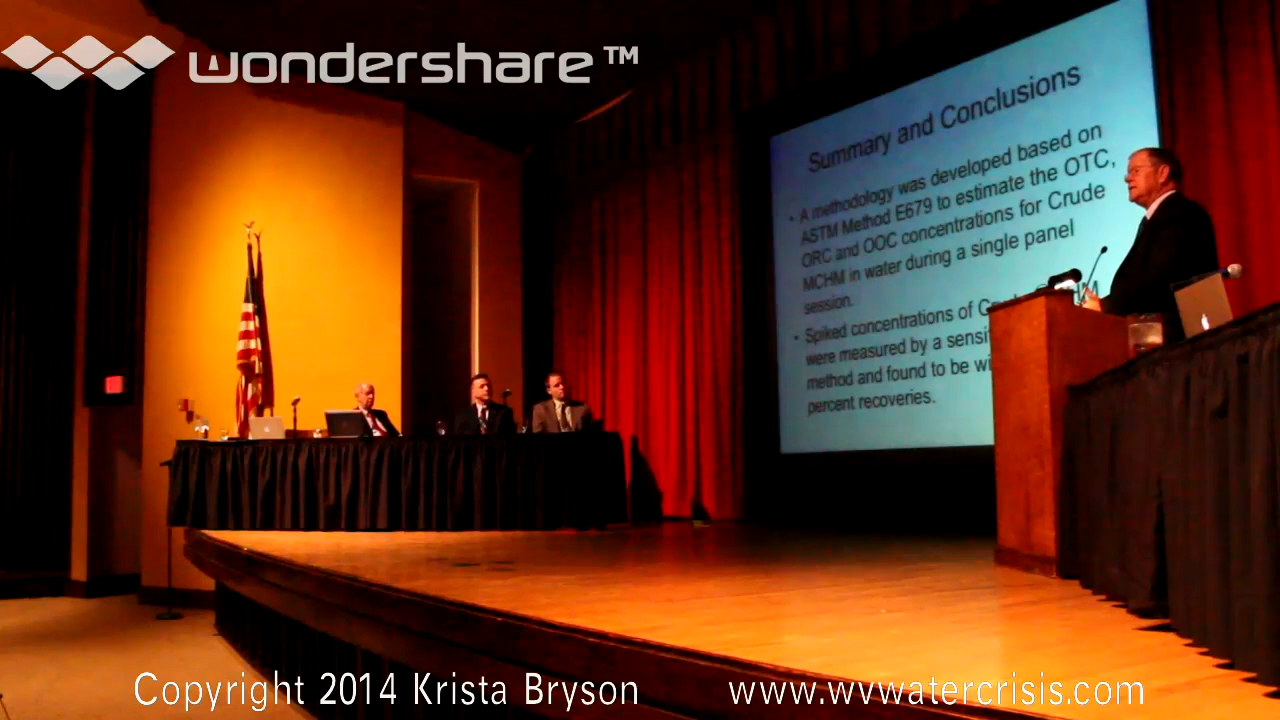 wondershare™
Summary and Conclusions
• A methodology was developed based on
ASTM Method E679 to estimate the OTC,
ORC and OOC concentrations for Crude
MCHM in water during a single panel
session.
• Spiked concentrations of
were measured by a
method and found to be
percent recoveries.
Copyright 2014 Krista Bryson
www.wvwatercrisis.com